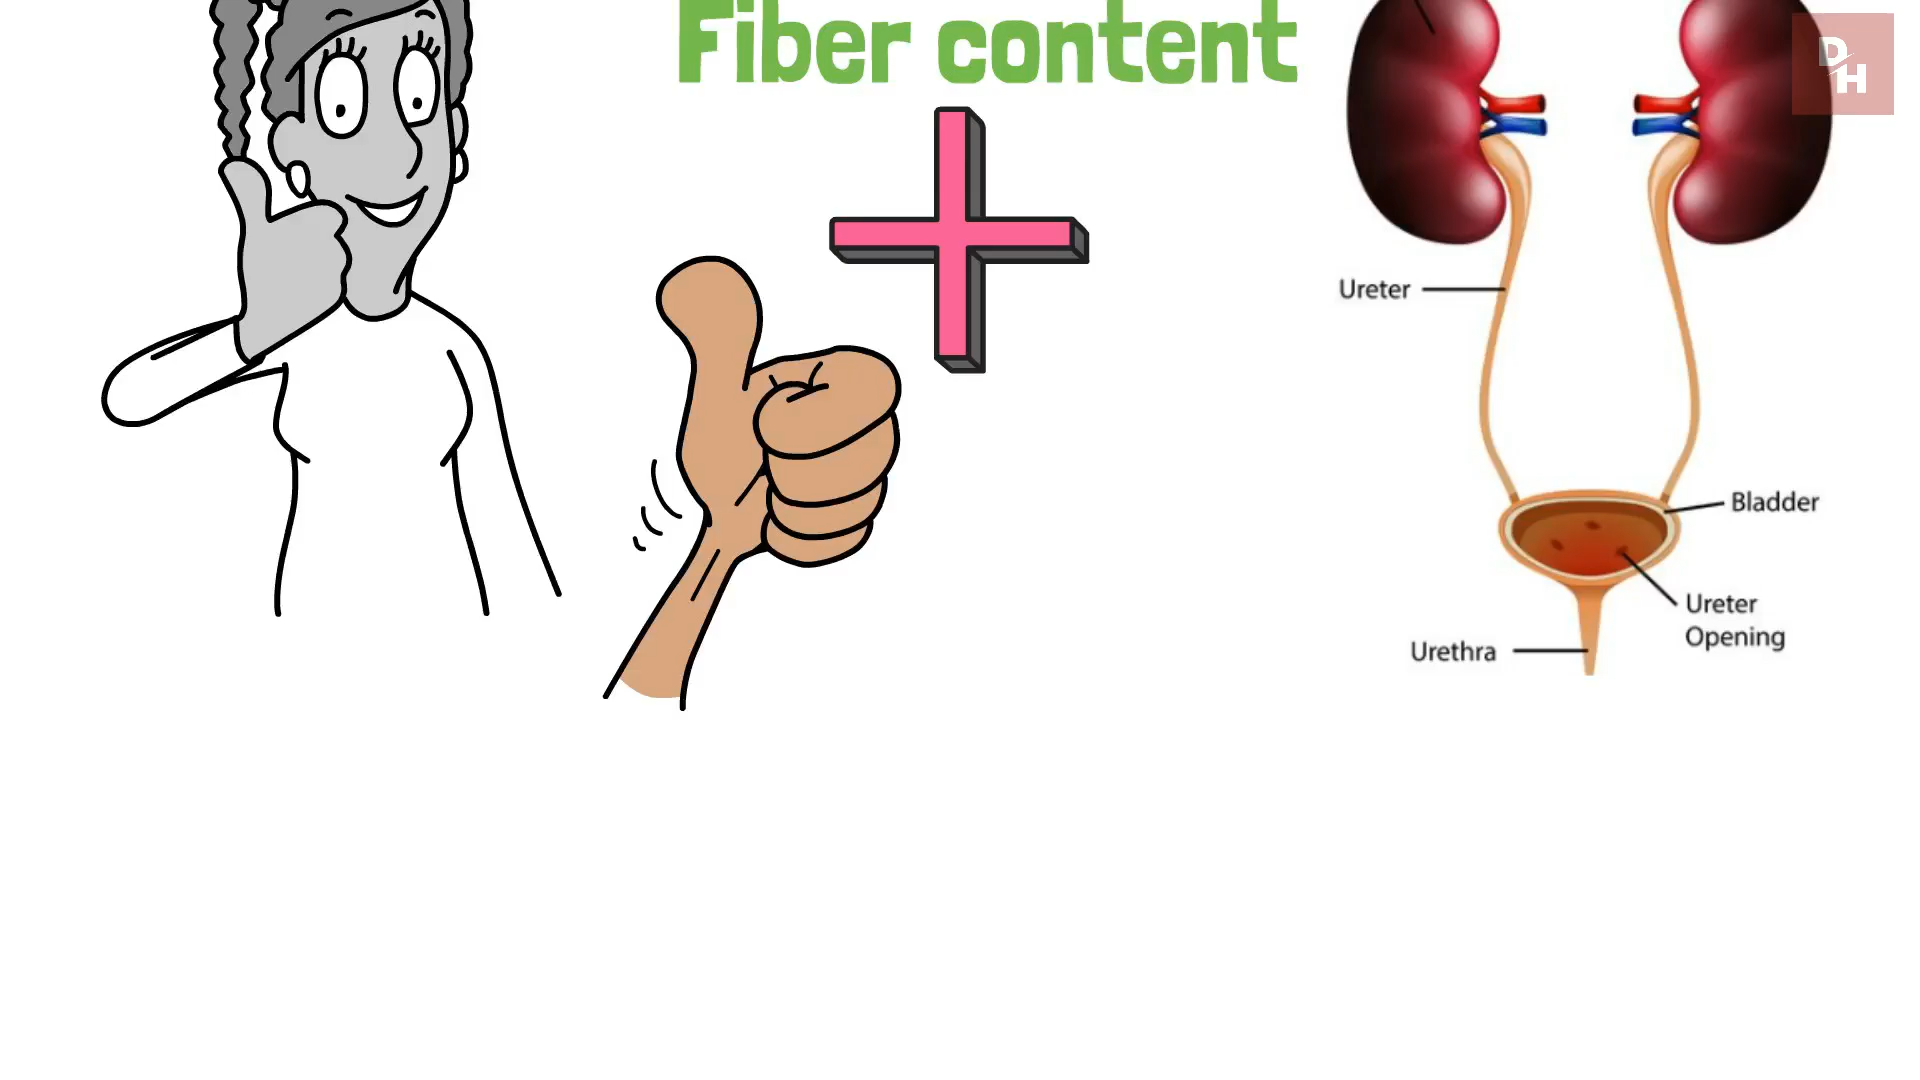 Fiber content
DH
Ureter
Bladder
Ureter
Opening
Urethra